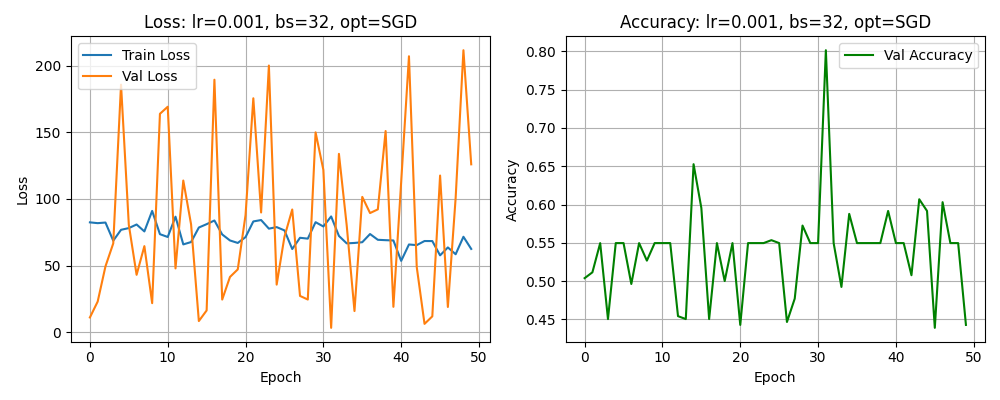 Loss: lr=0.001, bs=32, opt=SGD
Train Loss
Val Loss
200
150
100
50
0
Loss
0 10 20 30 40 50
Epoch
Accuracy: lr=0.001, bs=32, opt=SGD
Val Accuracy
0.80
0.75
0.70
0.65
0.60
0.55
0.50
0.45
Accuracy
0 10 20 30 40 50
Epoch